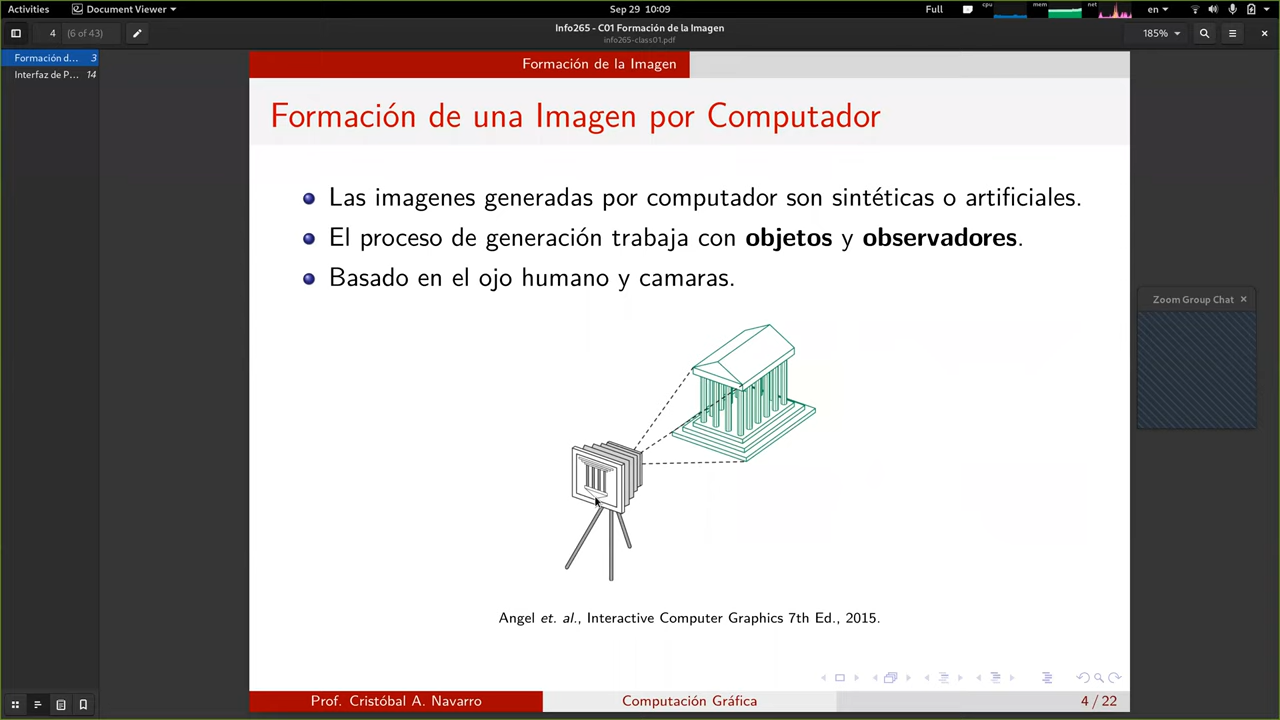 Activities
Document Viewer
Sep 29 10:09
Full
cpu
mem
net
en
4
(6 of 43)
Info265 - C01 Formación de la Imagen
info265-class01.pdf
185%
Formación d... 3
Interfaz de P... 14
Formación de la Imagen
Formación de una Imagen por Computador
Las imagenes generadas por computador son sintéticas o artificiales.
El proceso de generación trabaja con objetos y observadores.
Basado en el ojo humano y camaras.
Zoom Group Chat
Angel et. al., Interactive Computer Graphics 7th Ed., 2015.
Prof. Cristóbal A. Navarro
Computación Gráfica
4 / 22